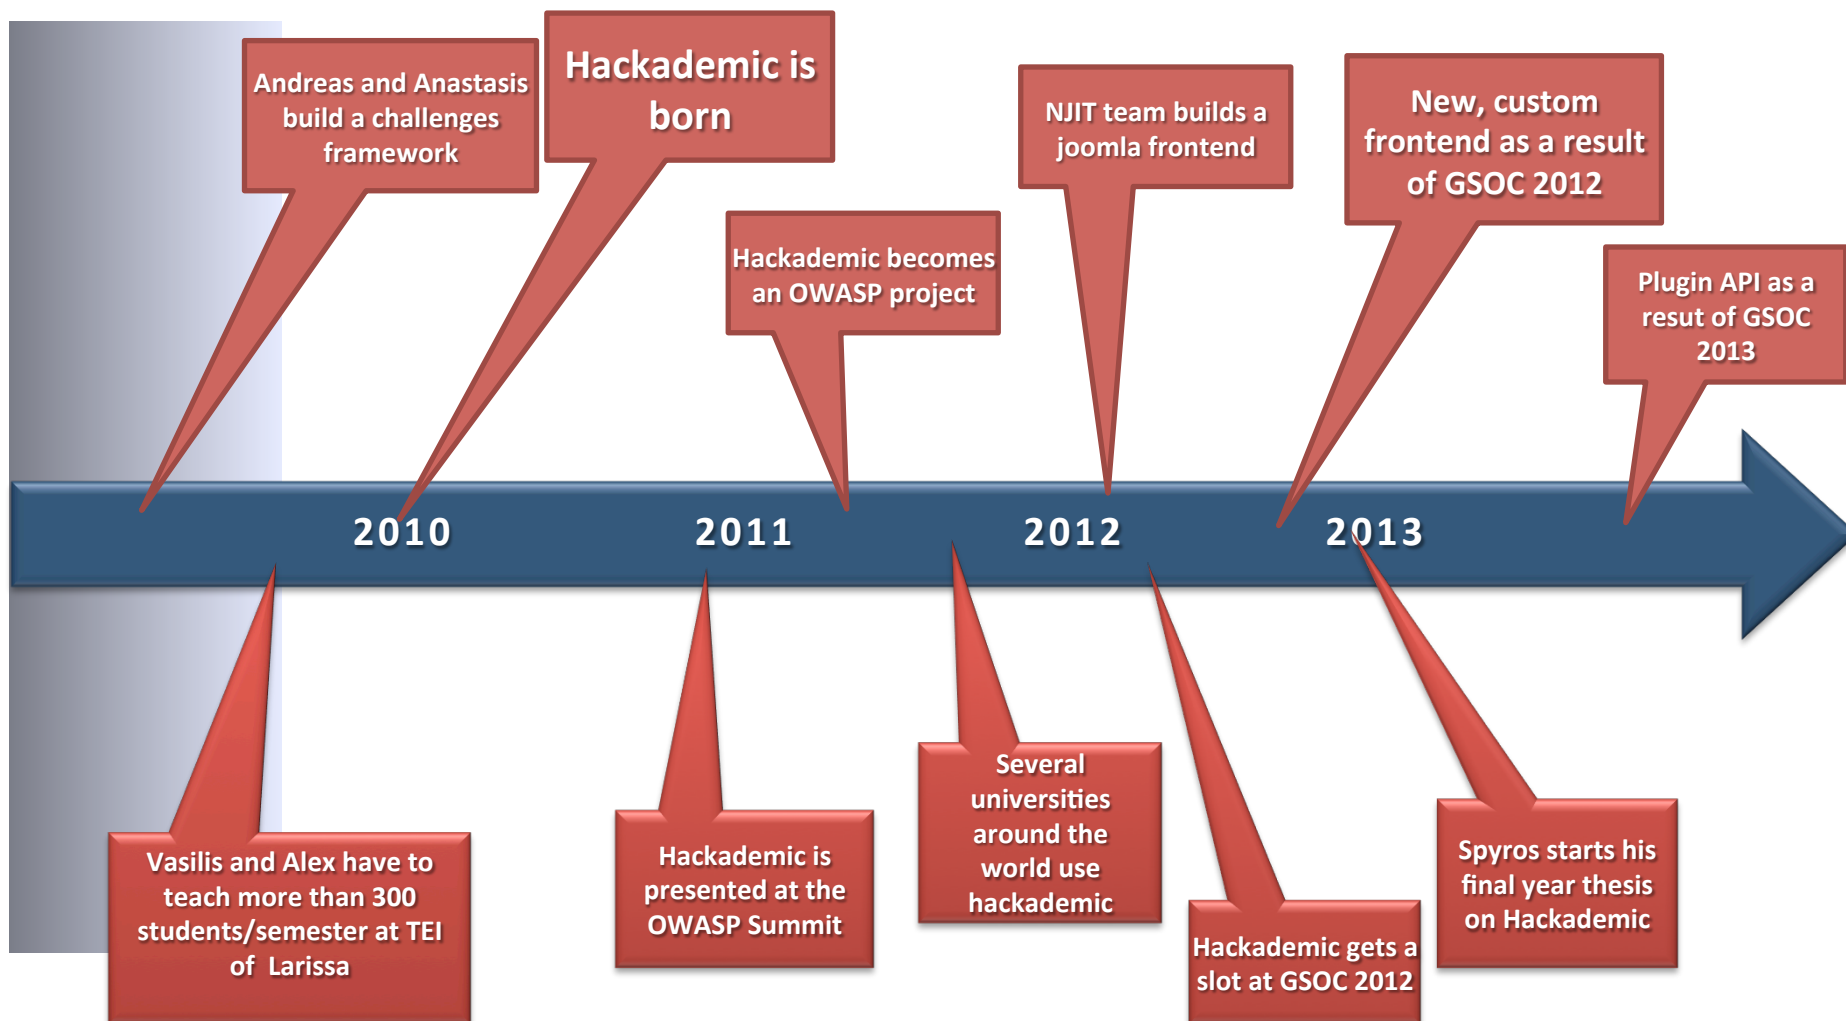 Andreas and Anastasis
build a challenges
framework
Hackademic is
born
Hackademic becomes
an OWASP project
NJIT team builds a
joomla frontend
New, custom
frontend as a result
of GSOC 2012
Plugin API as a
resut of GSOC
2013
2010
2011
2012
2013
Vasilis and Alex have to
teach more than 300
students/semester at TEI
of Larissa
Hackademic is
presented at the
OWASP Summit
Several
universities
around the
world use
hackademic
Hackademic gets a
slot at GSOC 2012
Spyros starts his
final year thesis
on Hackademic